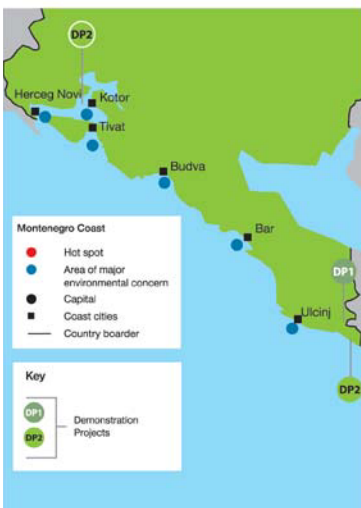 DP2
Herceg Novi
Kotor
Tivat
Budva
Bar
DP1
Ulcinj
DP2
Montenegro Coast
Hot spot
Area of major
environmental concern
Capital
Coast cities
Country boarder
Key
DP1
DP2
Demonstration
Projects